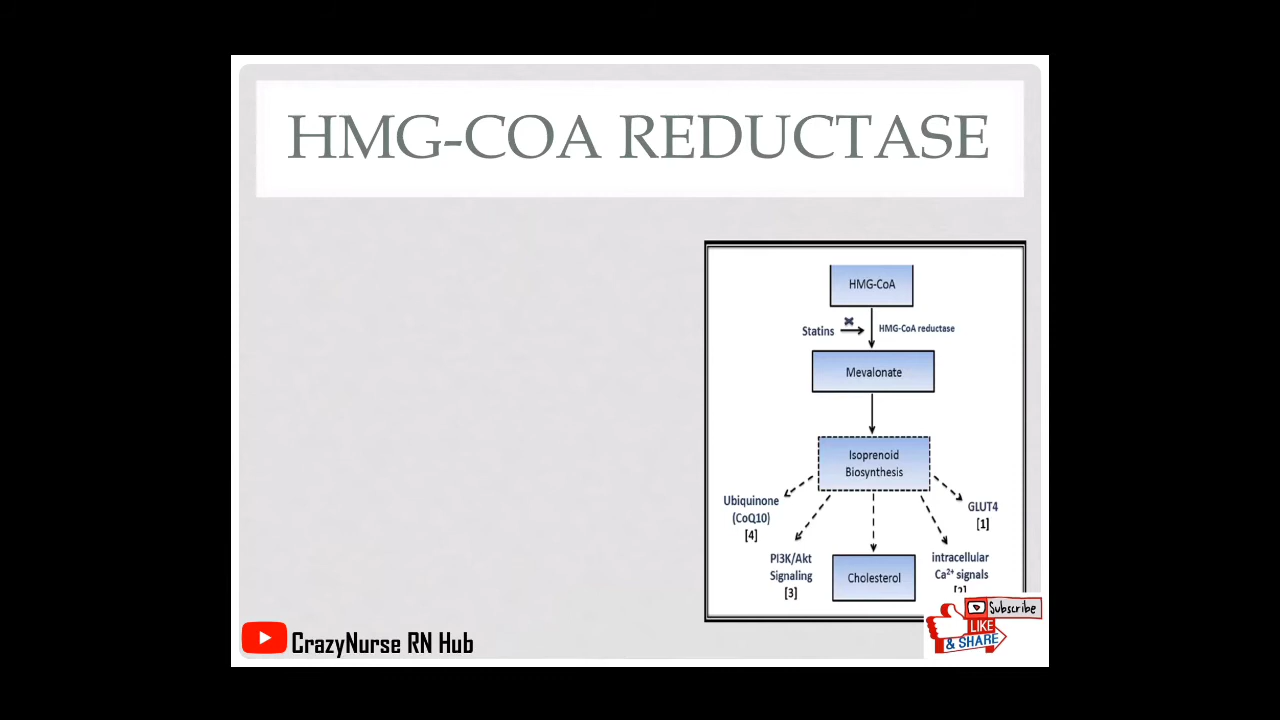 HMG-COA REDUCTASE
HMG-CoA
Statins
HMG-CoA reductase
Mevalonate
Isoprenoid
Biosynthesis
Ubiquinone
(CoQ10)
[4]
PI3K/Akt
Signaling
[3]
Cholesterol
intracellular
Ca²⁺ signals
[2]
GLUT4
[1]
Subscribe
LIKE
& SHARE
CrazyNurse RN Hub